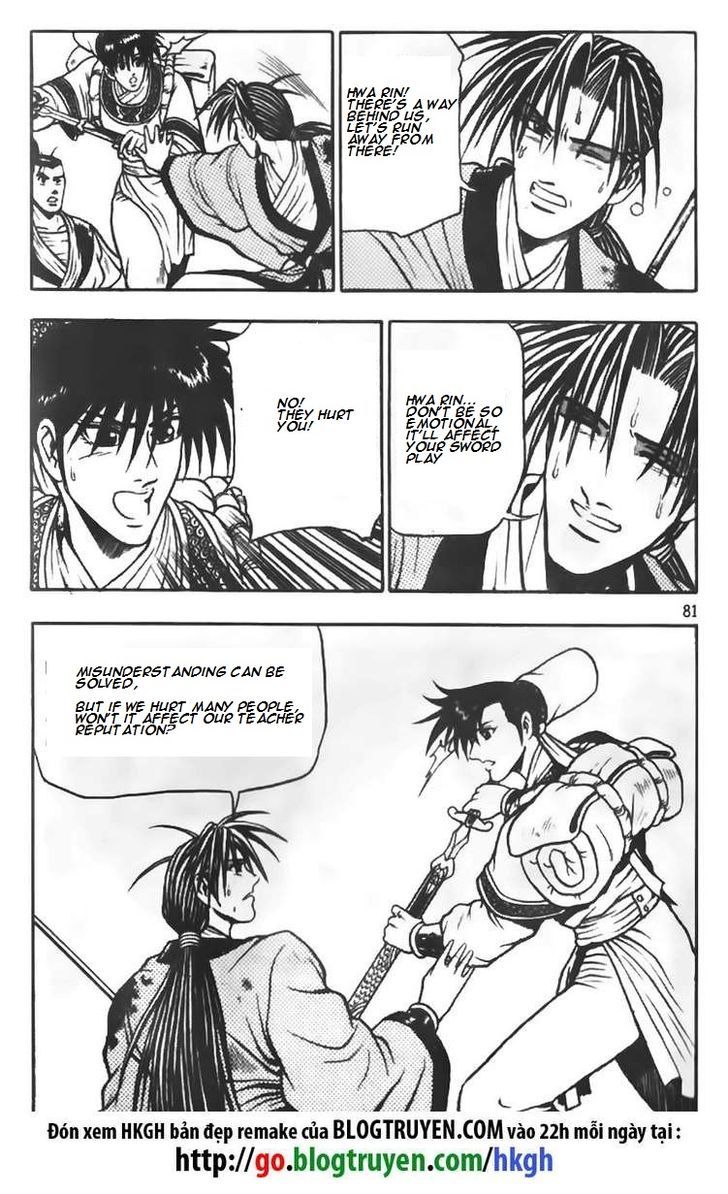 HWA RIN!
THERE'S A WAY
BEHIND US,
LET'S RUN
AWAY FROM
THERE!
NO!
THEY HURT
YOU!
HWA RIN...
DON'T BE SO
EMOTIONAL,
IT'LL AFFECT
YOUR SWORD
PLAY
81
MISUNDERSTANDING CAN BE
SOLVED,
BUT IF WE HURT MANY PEOPLE,
WON'T IT AFFECT OUR TEACHER
REPUTATION?
Đón xem HKGH bản đẹp remake của BLOGTRUYEN.COM vào 22h mỗi ngày tại :
http://go.blogtruyen.com/hkgh